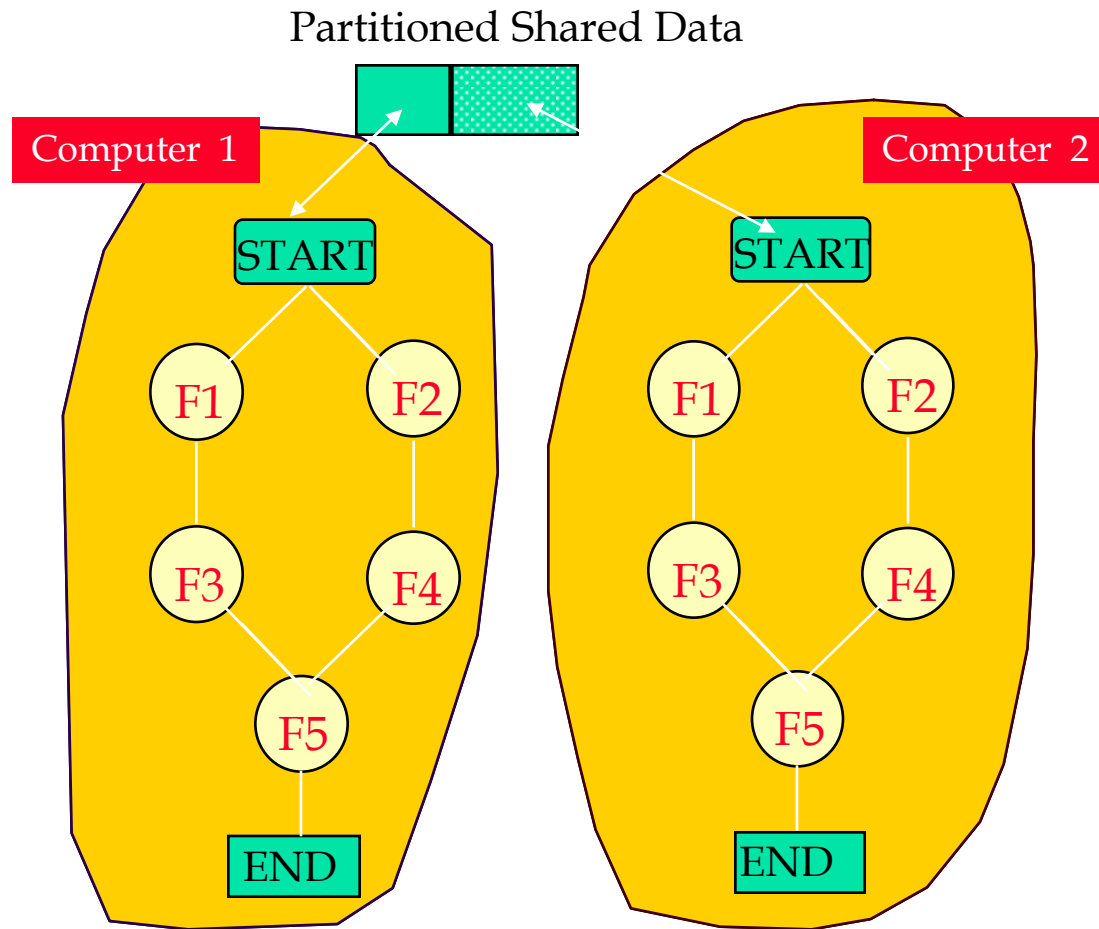 Partitioned Shared Data
Computer 1
Computer 2
START
START
F1
F2
F1
F2
F3
F4
F3
F4
F5
F5
END
END